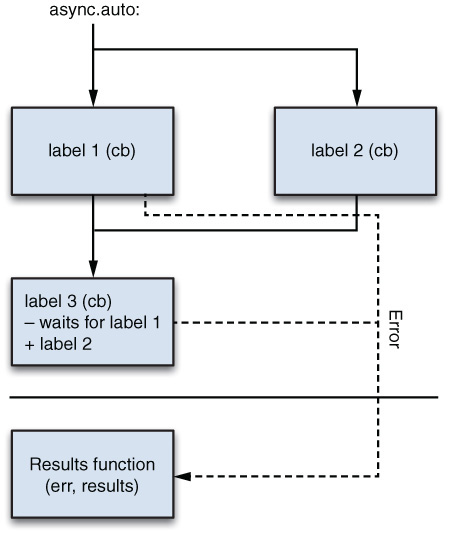 async.auto:
label 1 (cb)
label 2 (cb)
label 3 (cb)
– waits for label 1
+ label 2
Error
Results function
(err, results)